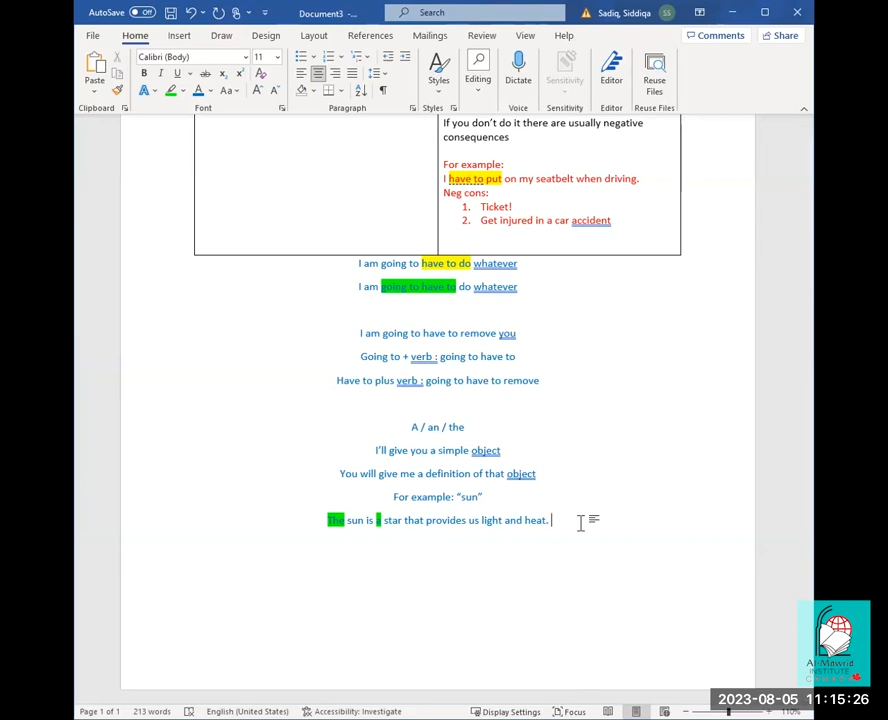 AutoSave Off Document3 -... Search Sadiq, Siddiqa SS
File Home Insert Draw Design Layout References Mailings Review View Help Comments Share
Calibri (Body) 11
Paste Styles Editing Dictate Sensitivity Editor Reuse Files
Clipboard Font Paragraph Styles Voice Sensitivity Editor Reuse Files
If you don't do it there are usually negative
consequences
For example:
I have to put on my seatbelt when driving.
Neg cons:
1. Ticket!
2. Get injured in a car accident
I am going to have to do whatever
I am going to have to do whatever
I am going to have to remove you
Going to + verb : going to have to
Have to plus verb : going to have to remove
A / an / the
I'll give you a simple object
You will give me a definition of that object
For example: “sun”
The sun is a star that provides us light and heat.
Al-Mawrid
INSTITUTE
CANADA
2023-08-05 11:15:26
Page 1 of 1 213 words English (United States) Accessibility: Investigate Display Settings Focus 110%